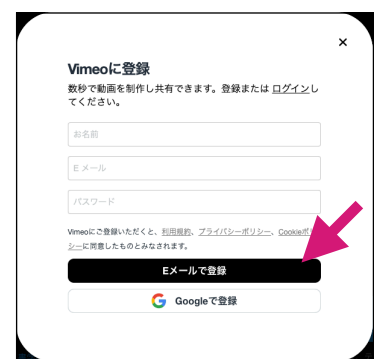 ×
Vimeoに登録
数秒で動画を制作し共有できます。登録または ログインし
てください。
お名前
E メール
パスワード
Vimeoにご登録いただくと、利用規約、プライバシーポリシー、Cookieポ
シーに同意したものとみなされます。
Eメールで登録
Googleで登録